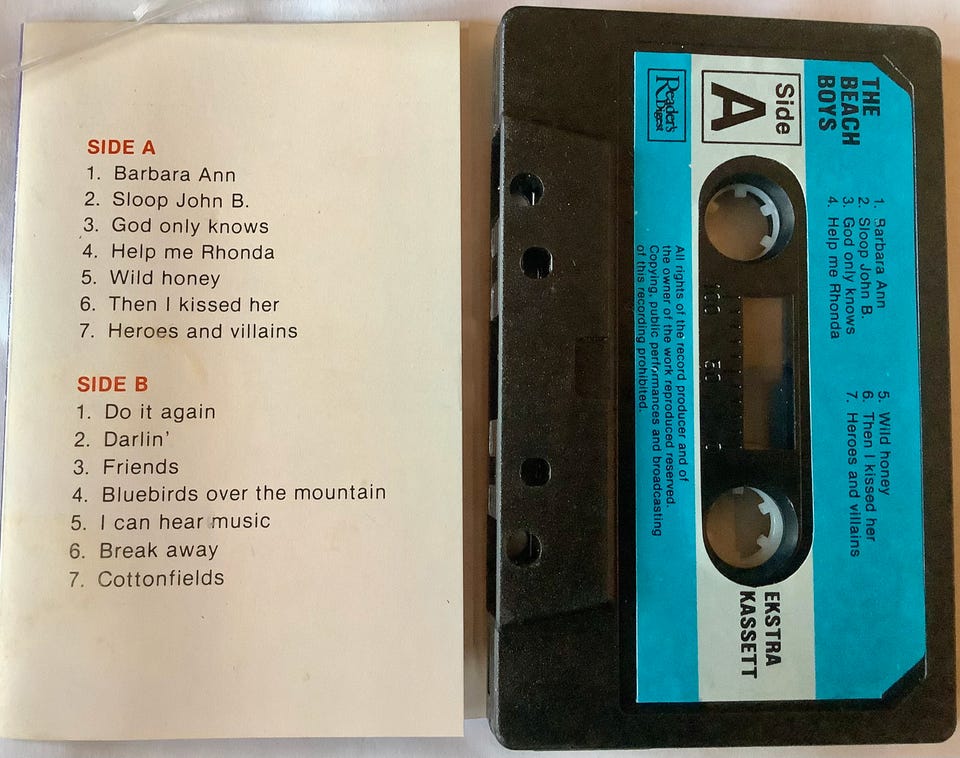 SIDE A
1. Barbara Ann
2. Sloop John B.
3. God only knows
4. Help me Rhonda
5. Wild honey
6. Then I kissed her
7. Heroes and villains
SIDE B
1. Do it again
2. Darlin'
3. Friends
4. Bluebirds over the mountain
5. I can hear music
6. Break away
7. Cottonfields
THE
BEACH
BOYS
1. Barbara Ann
2. Sloop John B.
3. God only knows
4. Help me Rhonda
5. Wild honey
6. Then I kissed her
7. Heroes and villains
Side
A
EKSTRA
KASSETT
100 50 0
Reader's
Digest
All rights of the record producer and of
the owner of the work reproduced reserved.
Copying, public performances and broadcasting
of this recording prohibited.